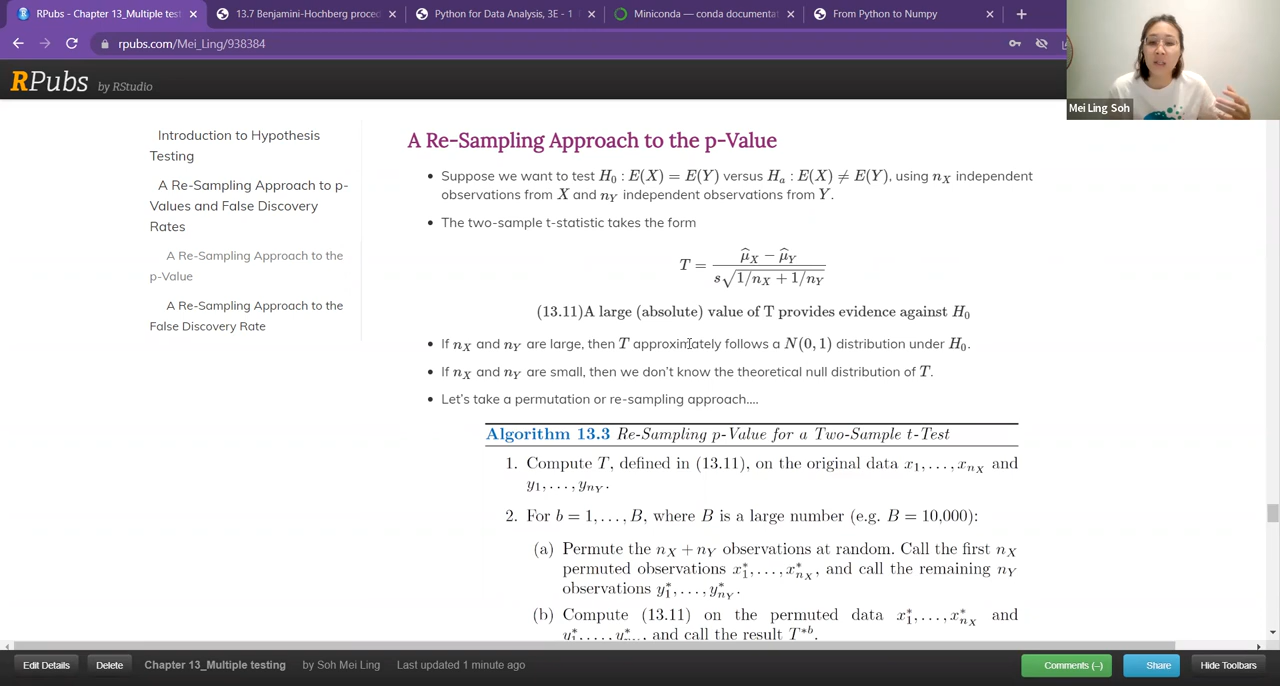 RPubs - Chapter 13_Multiple test
13.7 Benjamini-Hochberg proced
Python for Data Analysis, 3E - 1
Miniconda — conda documentat
From Python to Numpy
rpubs.com/Mei_Ling/938384
RPubs by RStudio
Mei Ling Soh
Introduction to Hypothesis
Testing
A Re-Sampling Approach to p-
Values and False Discovery
Rates
A Re-Sampling Approach to the
p-Value
A Re-Sampling Approach to the
False Discovery Rate
A Re-Sampling Approach to the p-Value
• Suppose we want to test H₀ : E(X) = E(Y) versus Hₐ : E(X) ≠ E(Y), using n_X independent
observations from X and n_Y independent observations from Y.
• The two-sample t-statistic takes the form
T = (μ̂_X − μ̂_Y) / (s√(1/n_X + 1/n_Y))
(13.11)A large (absolute) value of T provides evidence against H₀
• If n_X and n_Y are large, then T approximately follows a N(0, 1) distribution under H₀.
• If n_X and n_Y are small, then we don't know the theoretical null distribution of T.
• Let's take a permutation or re-sampling approach....
Algorithm 13.3 Re-Sampling p-Value for a Two-Sample t-Test
1. Compute T, defined in (13.11), on the original data x₁, . . . , x_{n_X} and
y₁, . . . , y_{n_Y}.
2. For b = 1, . . . , B, where B is a large number (e.g. B = 10,000):
(a) Permute the n_X + n_Y observations at random. Call the first n_X
permuted observations x₁*, . . . , x*_{n_X}, and call the remaining n_Y
observations y₁*, . . . , y*_{n_Y}.
(b) Compute (13.11) on the permuted data x₁*, . . . , x*_{n_X} and
y₁*, . . . , y*_{n_Y}, and call the result T*ᵇ.
Edit Details
Delete
Chapter 13_Multiple testing
by Soh Mei Ling
Last updated 1 minute ago
Comments (–)
Share
Hide Toolbars